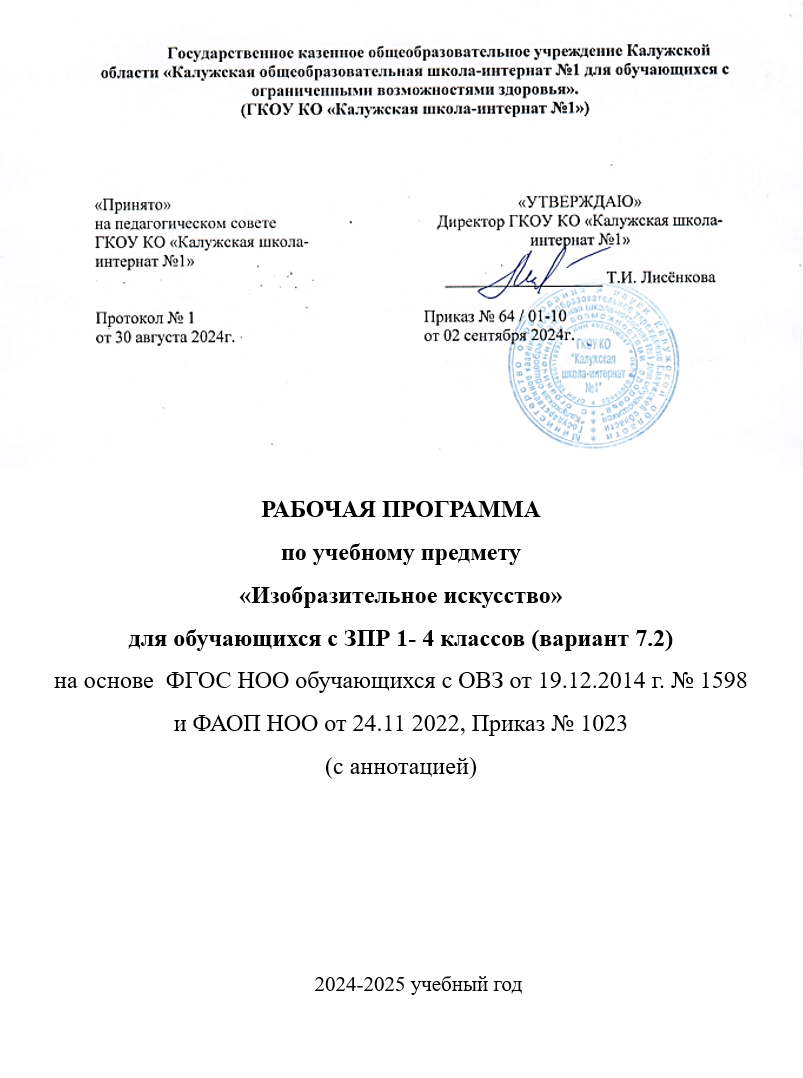 Государственное казенное общеобразовательное учреждение Калужской
области «Калужская общеобразовательная школа-интернат №1 для обучающихся с
ограниченными возможностями здоровья».
(ГКОУ КО «Калужская школа-интернат №1»)
«Принято»
на педагогическом совете
ГКОУ КО «Калужская школа-
интернат №1»
Протокол № 1
от 30 августа 2024г.
«УТВЕРЖДАЮ»
Директор ГКОУ КО «Калужская школа-
интернат №1»
Т.И. Лисёнкова
Приказ № 64 / 01-10
от 02 сентября 2024г.
ГКОУ КО
"Калужская
школа-интернат
№1"
РАБОЧАЯ ПРОГРАММА
по учебному предмету
«Изобразительное искусство»
для обучающихся с ЗПР 1- 4 классов (вариант 7.2)
на основе ФГОС НОО обучающихся с ОВЗ от 19.12.2014 г. № 1598
и ФАОП НОО от 24.11 2022, Приказ № 1023
(с аннотацией)
2024-2025 учебный год